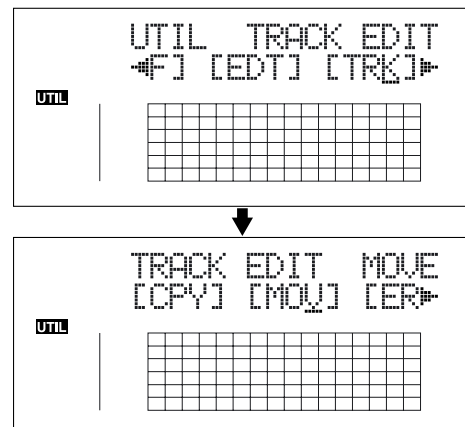 UTIL TRACK EDIT
◀F] [EDT] [TRK]▶
UTIL
TRACK EDIT MOVE
[CPY] [MOV] [ER▶
UTIL